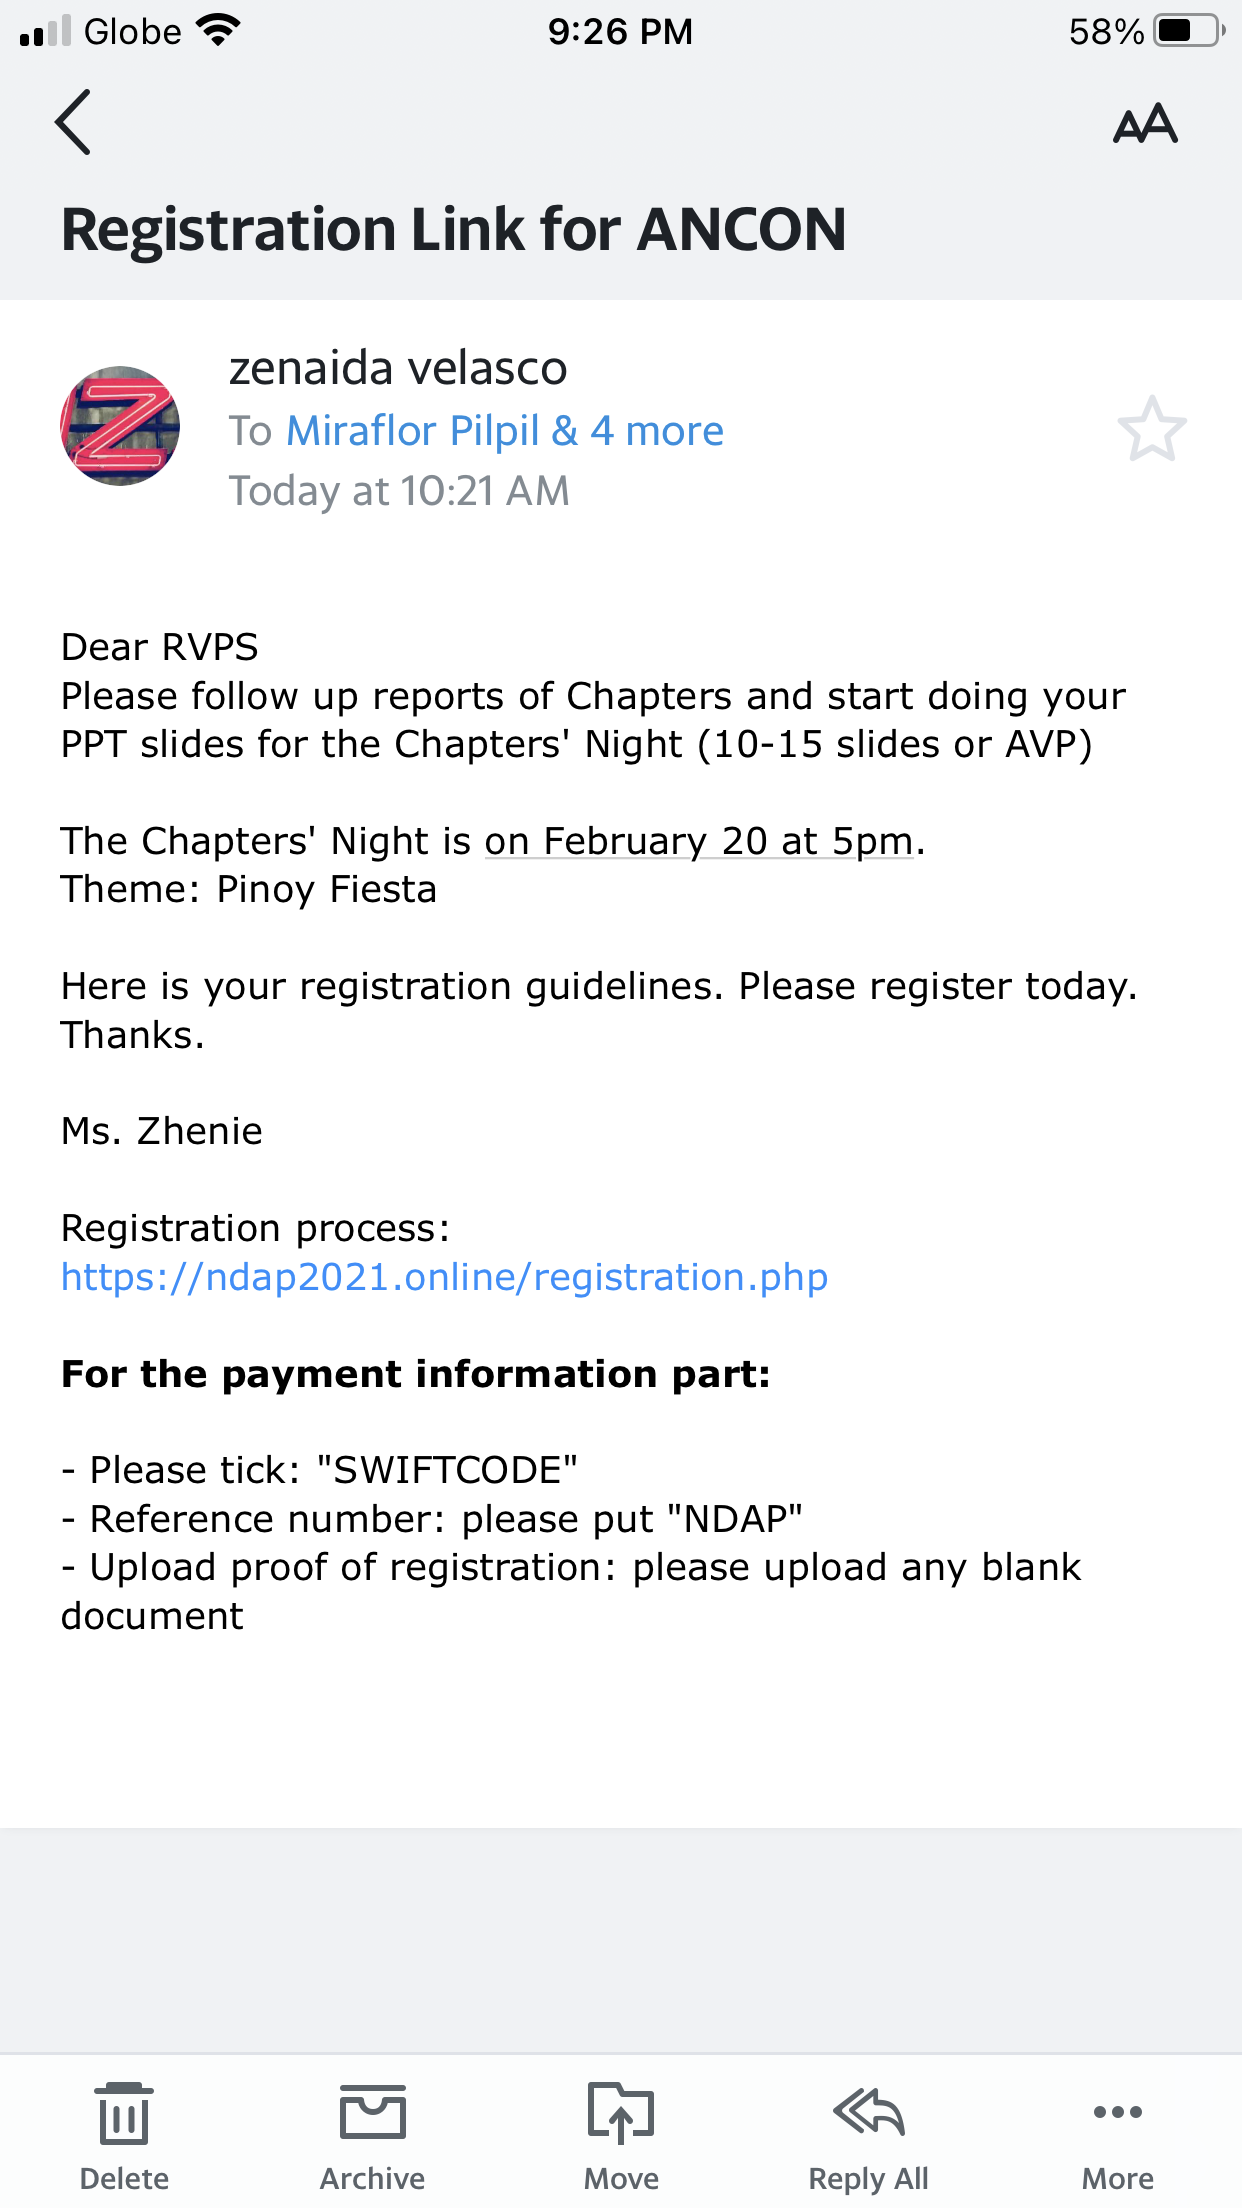 Globe 9:26 PM 58%
AA
Registration Link for ANCON
Z
zenaida velasco
To Miraflor Pilpil & 4 more
Today at 10:21 AM
Dear RVPS
Please follow up reports of Chapters and start doing your
PPT slides for the Chapters' Night (10-15 slides or AVP)
The Chapters' Night is on February 20 at 5pm.
Theme: Pinoy Fiesta
Here is your registration guidelines. Please register today.
Thanks.
Ms. Zhenie
Registration process:
https://ndap2021.online/registration.php
For the payment information part:
- Please tick: "SWIFTCODE"
- Reference number: please put "NDAP"
- Upload proof of registration: please upload any blank
document
Delete Archive Move Reply All More